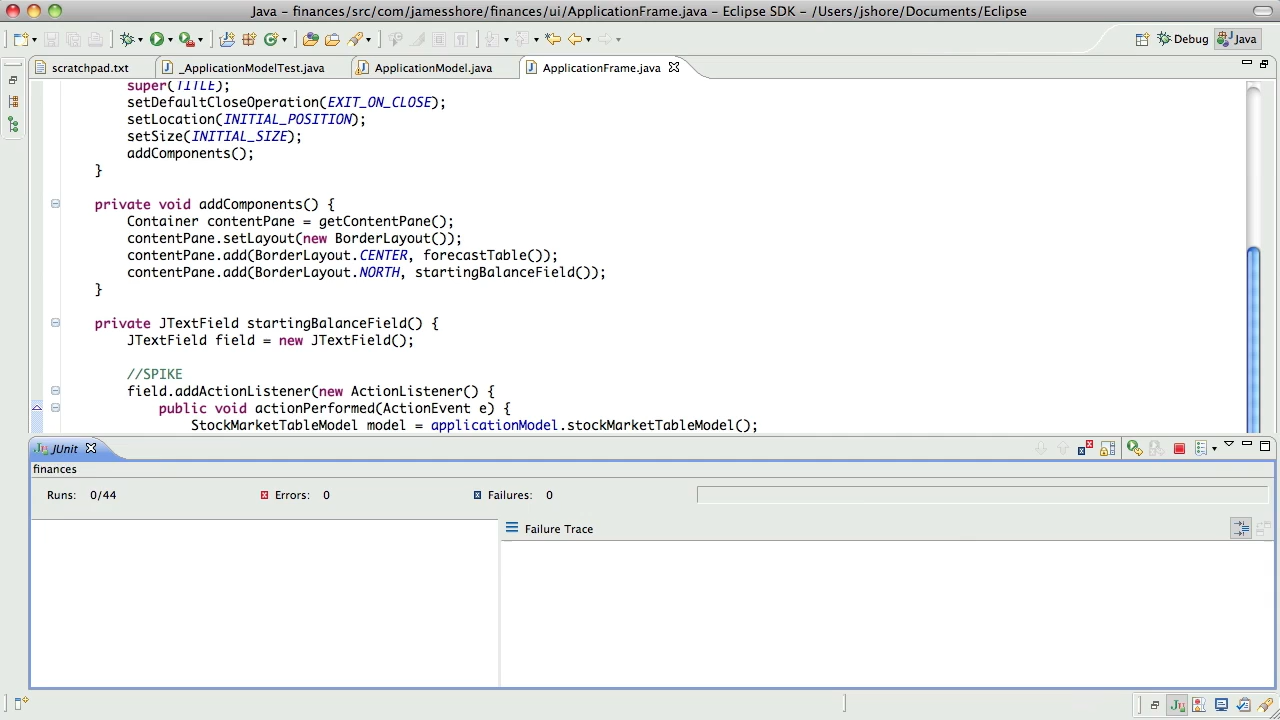 Java – finances/src/com/jamesshore/finances/ui/ApplicationFrame.java – Eclipse SDK – /Users/jshore/Documents/Eclipse
Debug
Java
scratchpad.txt
_ApplicationModelTest.java
ApplicationModel.java
ApplicationFrame.java
super(TITLE);
setDefaultCloseOperation(EXIT_ON_CLOSE);
setLocation(INITIAL_POSITION);
setSize(INITIAL_SIZE);
addComponents();
}
private void addComponents() {
Container contentPane = getContentPane();
contentPane.setLayout(new BorderLayout());
contentPane.add(BorderLayout.CENTER, forecastTable());
contentPane.add(BorderLayout.NORTH, startingBalanceField());
}
private JTextField startingBalanceField() {
JTextField field = new JTextField();
//SPIKE
field.addActionListener(new ActionListener() {
public void actionPerformed(ActionEvent e) {
StockMarketTableModel model = applicationModel.stockMarketTableModel();
JUnit
finances
Runs: 0/44
Errors: 0
Failures: 0
Failure Trace